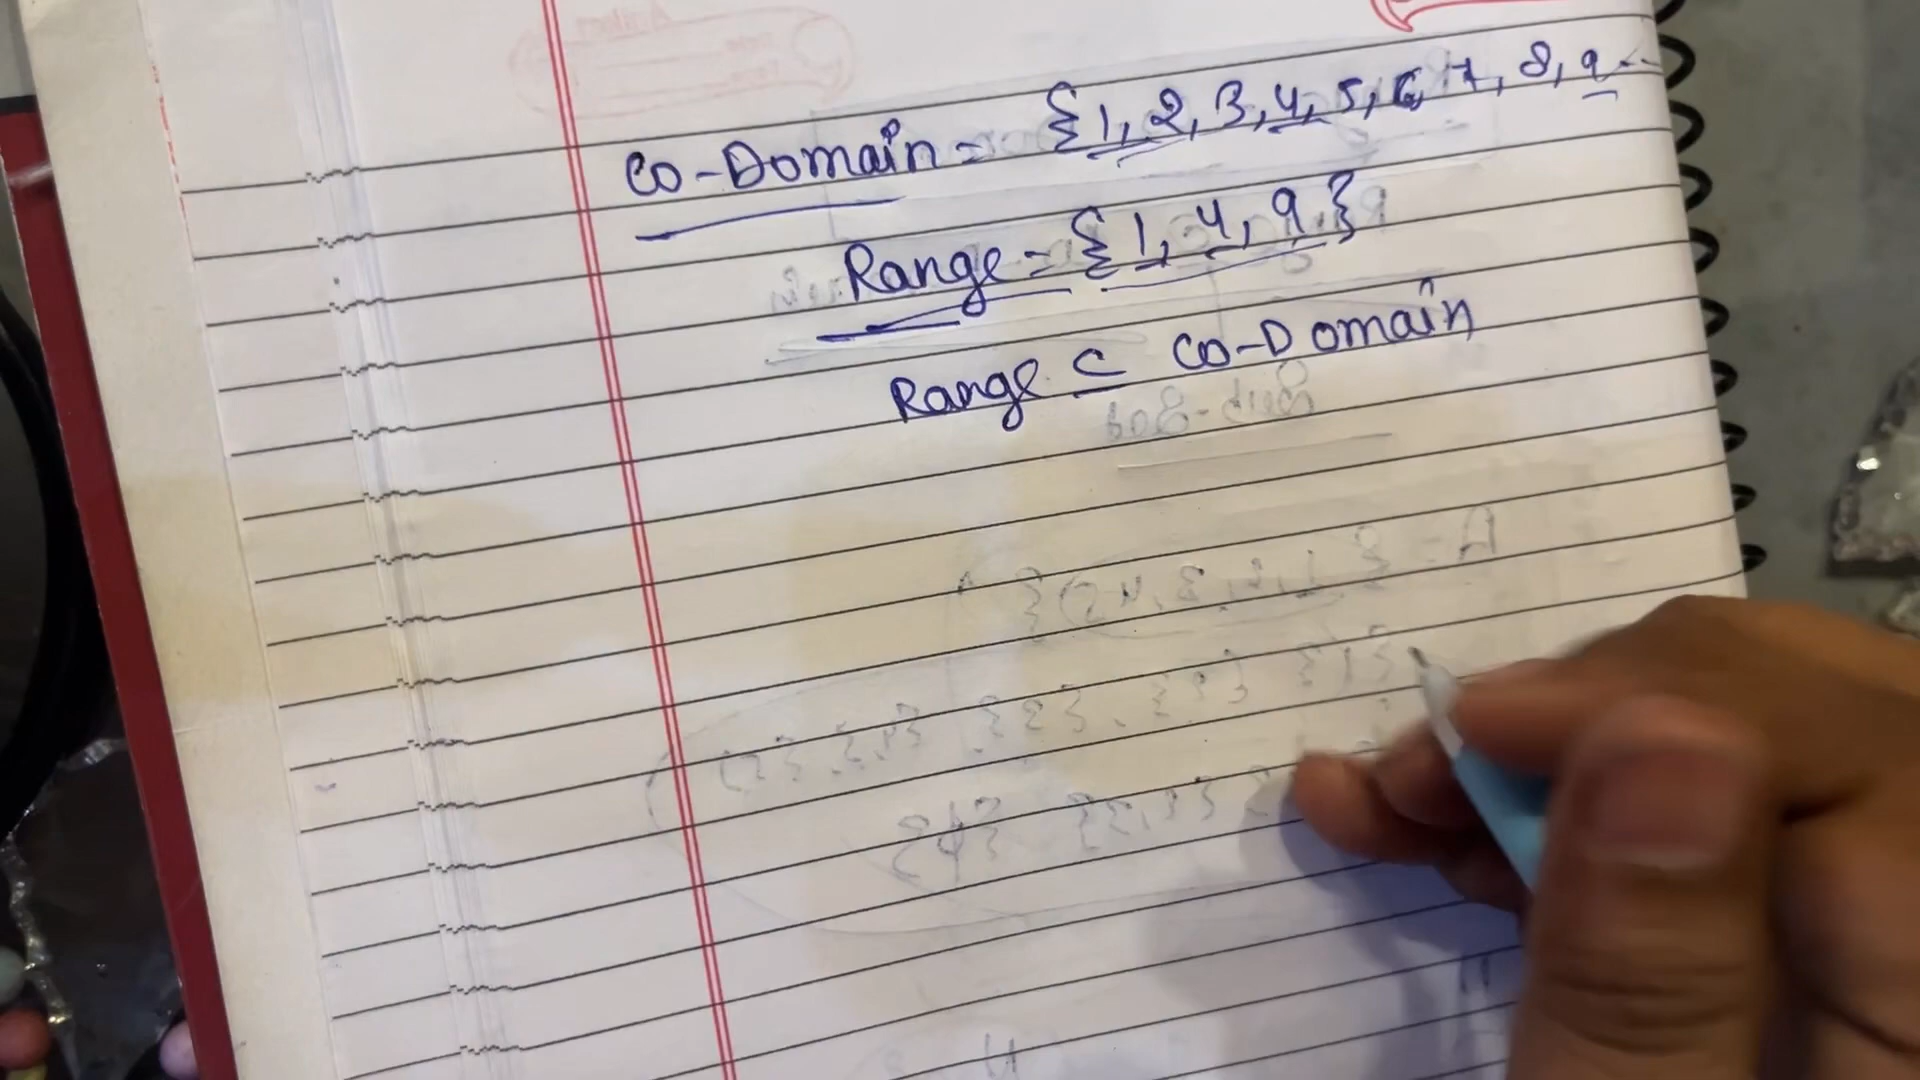 Co-Domain = {1, 2, 3, 4, 5, 6, 7, 8, 9 ..
Range = {1, 4, 9}
Range ⊆ Co-Domain